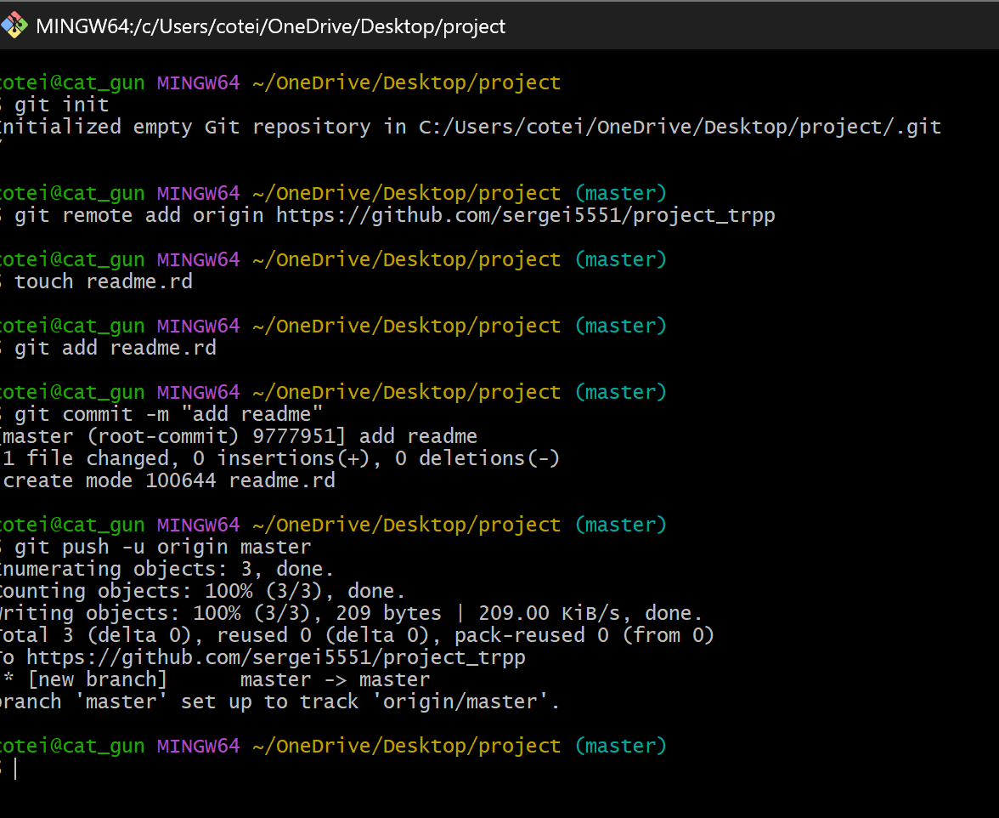 MINGW64:/c/Users/cotei/OneDrive/Desktop/project
cotei@cat_gun MINGW64 ~/OneDrive/Desktop/project
$ git init
Initialized empty Git repository in C:/Users/cotei/OneDrive/Desktop/project/.git
/
cotei@cat_gun MINGW64 ~/OneDrive/Desktop/project (master)
$ git remote add origin https://github.com/sergei5551/project_trpp
cotei@cat_gun MINGW64 ~/OneDrive/Desktop/project (master)
$ touch readme.rd
cotei@cat_gun MINGW64 ~/OneDrive/Desktop/project (master)
$ git add readme.rd
cotei@cat_gun MINGW64 ~/OneDrive/Desktop/project (master)
$ git commit -m "add readme"
[master (root-commit) 9777951] add readme
1 file changed, 0 insertions(+), 0 deletions(-)
create mode 100644 readme.rd
cotei@cat_gun MINGW64 ~/OneDrive/Desktop/project (master)
$ git push -u origin master
Enumerating objects: 3, done.
Counting objects: 100% (3/3), done.
Writing objects: 100% (3/3), 209 bytes | 209.00 KiB/s, done.
Total 3 (delta 0), reused 0 (delta 0), pack-reused 0 (from 0)
To https://github.com/sergei5551/project_trpp
* [new branch]      master -> master
branch 'master' set up to track 'origin/master'.
cotei@cat_gun MINGW64 ~/OneDrive/Desktop/project (master)
$